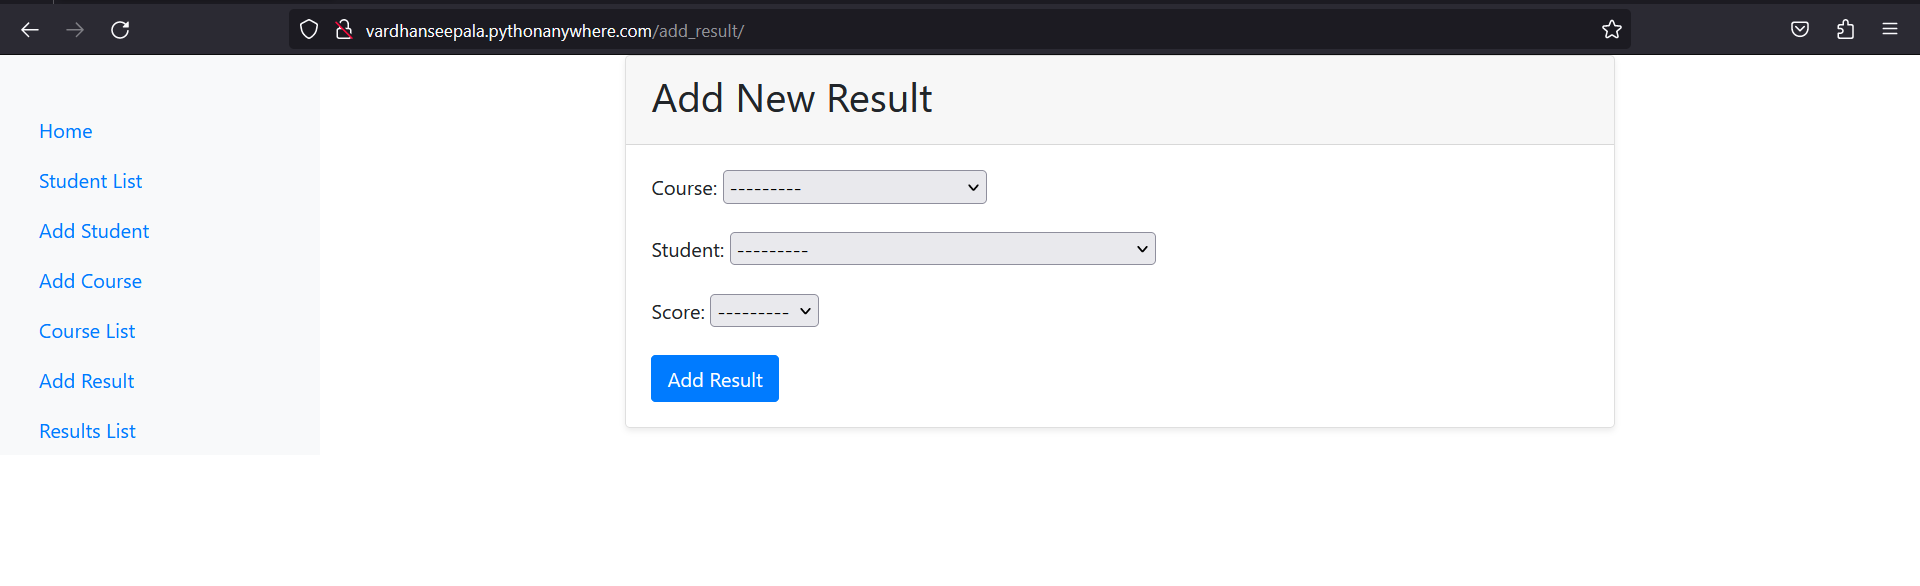 vardhanseepala.pythonanywhere.com/add_result/
Home
Student List
Add Student
Add Course
Course List
Add Result
Results List
Add New Result
Course: ---------
Student: ---------
Score: ---------
Add Result